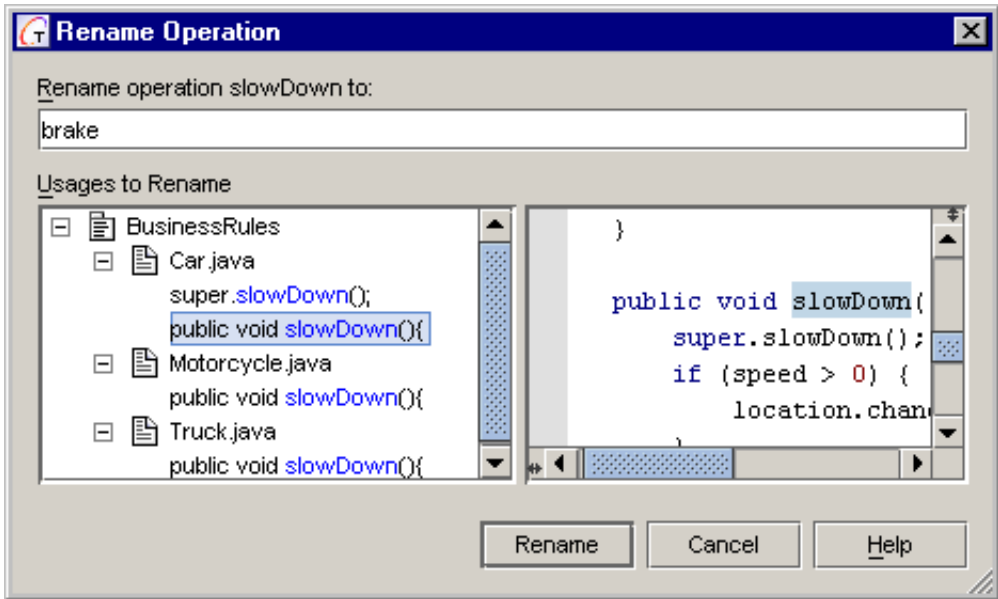 Rename Operation
Rename operation slowDown to:
brake
Usages to Rename
BusinessRules
Car.java
super.slowDown();
public void slowDown(){
Motorcycle.java
public void slowDown(){
Truck.java
public void slowDown(){
}
public void slowDown(
super.slowDown();
if (speed > 0) {
location.chan
Rename
Cancel
Help